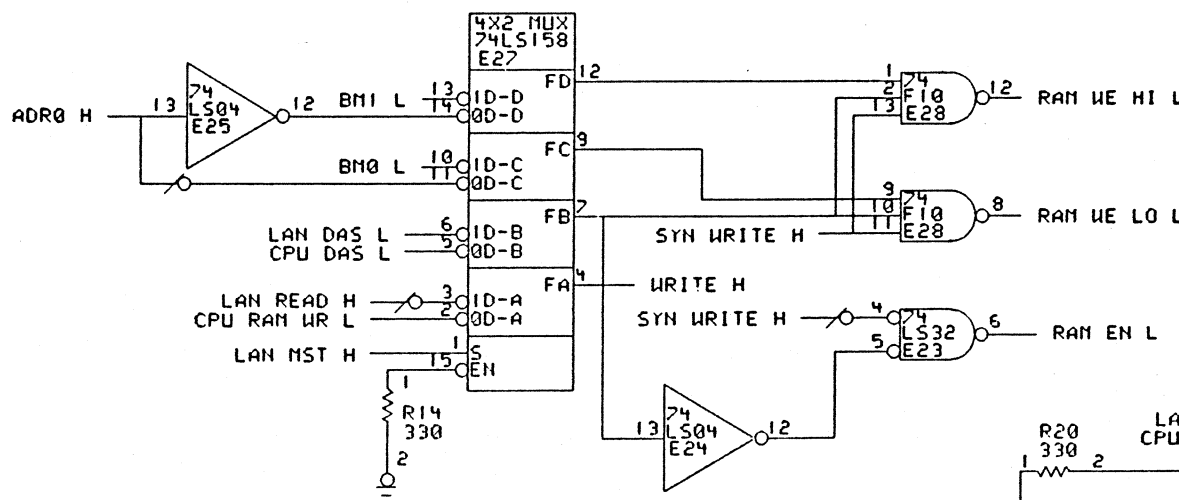 4X2 MUX
74LS158
E27
FD 12
13 1D-D
14 0D-D
BM1 L
ADR0 H
13 74 LS04 E25 12
FC 9
BM0 L
10 1D-C
11 0D-C
FB 7
LAN DAS L 6 1D-B
CPU DAS L 5 0D-B
FA 4 WRITE H
LAN READ H 3 1D-A
CPU RAM WR L 2 0D-A
LAN MST H 1 S
15 EN
1
R14
330
2
1 74
2 F10 12 RAM WE HI L
13 E28
9 74
10 F10 8 RAM WE LO L
11 E28
SYN WRITE H
SYN WRITE H 4 74
LS32 6 RAM EN L
5 E23
74
13 LS04 12
E24
LA
CPU
R20
330
1 2